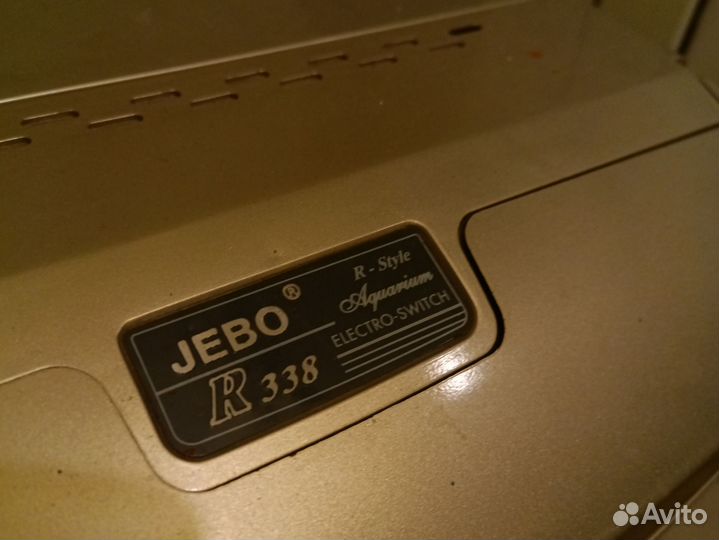 JEBO®
R 338
R - Style
Aquarium
ELECTRO-SWITCH
Avito